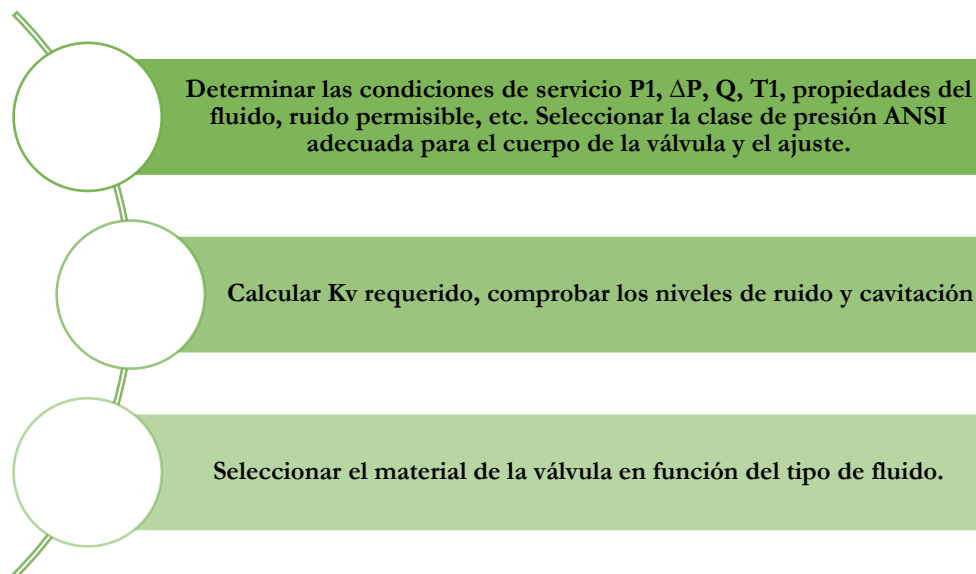 Determinar las condiciones de servicio P1, ΔP, Q, T1, propiedades del
fluido, ruido permisible, etc. Seleccionar la clase de presión ANSI
adecuada para el cuerpo de la válvula y el ajuste.
Calcular Kv requerido, comprobar los niveles de ruido y cavitación
Seleccionar el material de la válvula en función del tipo de fluido.